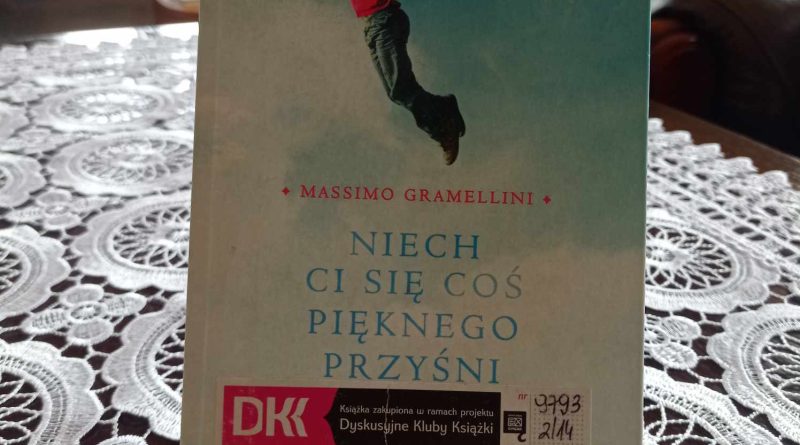 • MASSIMO GRAMELLINI •
NIECH
CI SIĘ COŚ
PIĘKNEGO
PRZYŚNI
DKK
Książka zakupiona w ramach projektu
Dyskusyjne Kluby Książki
nr
9793
2/14